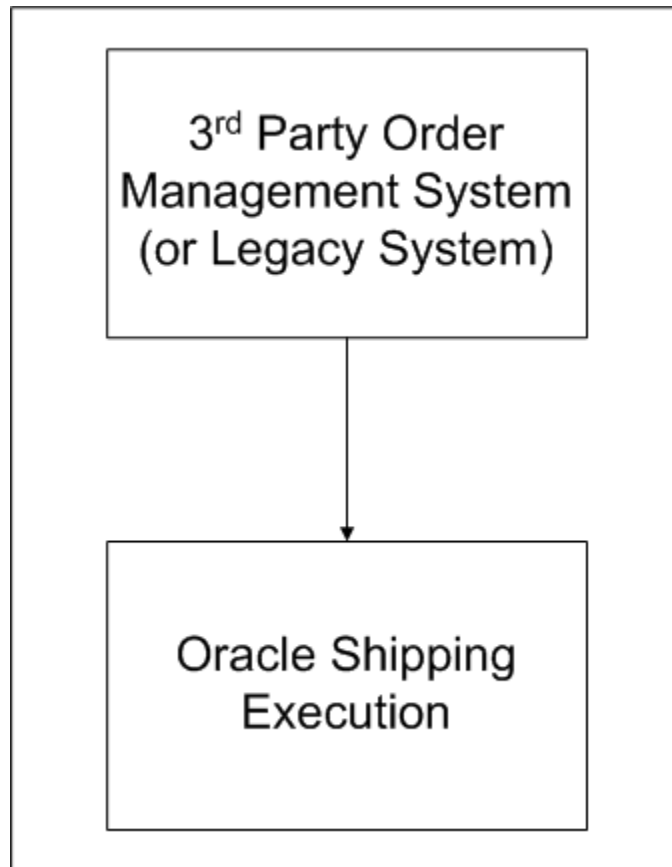 3rd Party Order
Management System
(or Legacy System)
Oracle Shipping
Execution